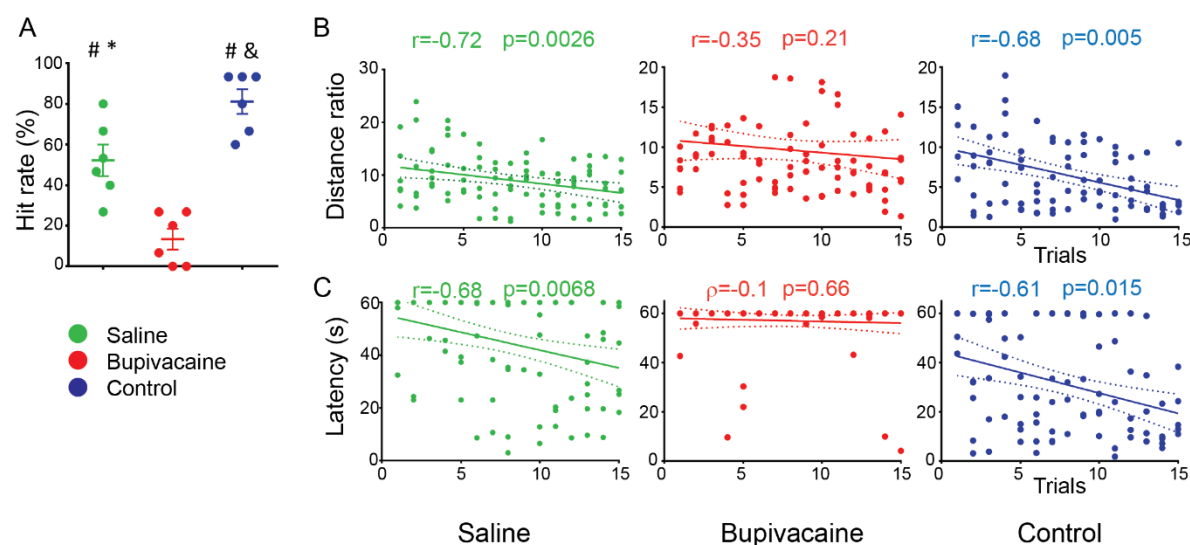 A
# *
# &
Hit rate (%)
100
80
60
40
20
0
Saline
Bupivacaine
Control
B
r=-0.72 p=0.0026
r=-0.35 p=0.21
r=-0.68 p=0.005
Distance ratio
30
20
10
0
0 5 10 15
20
15
10
5
0
0 5 10 15
20
15
10
5
0
0 5 10 15
Trials
C
r=-0.68 p=0.0068
ρ=-0.1 p=0.66
r=-0.61 p=0.015
Latency (s)
60
40
20
0
0 5 10 15
60
40
20
0
0 5 10 15
60
40
20
0
0 5 10 15
Trials
Saline
Bupivacaine
Control